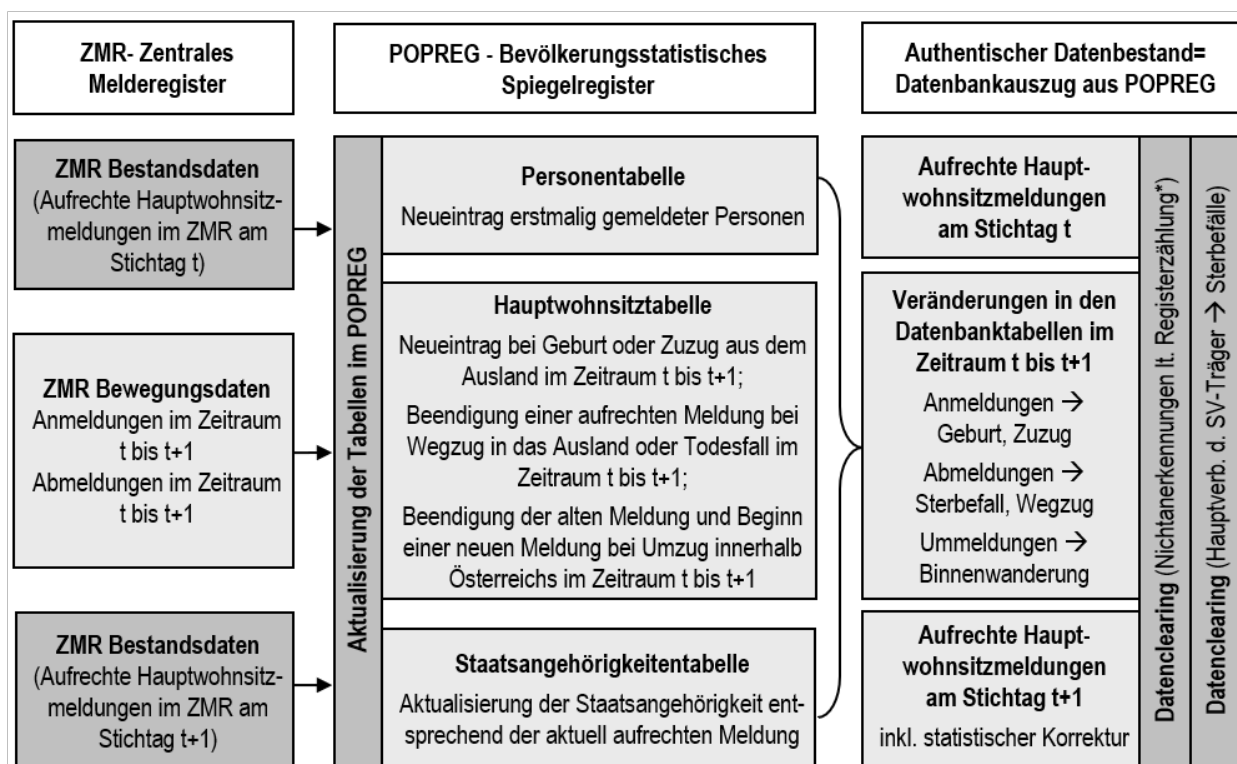 ZMR- Zentrales
Melderegister
POPREG - Bevölkerungsstatistisches
Spiegelregister
Authentischer Datenbestand=
Datenbankauszug aus POPREG
ZMR Bestandsdaten
(Aufrechte Hauptwohnsitz-
meldungen im ZMR am
Stichtag t)
ZMR Bewegungsdaten
Anmeldungen im Zeitraum
t bis t+1
Abmeldungen im Zeitraum
t bis t+1
ZMR Bestandsdaten
(Aufrechte Hauptwohnsitz-
meldungen im ZMR am
Stichtag t+1)
Aktualisierung der Tabellen im POPREG
Personentabelle
Neueintrag erstmalig gemeldeter Personen
Hauptwohnsitztabelle
Neueintrag bei Geburt oder Zuzug aus dem
Ausland im Zeitraum t bis t+1;
Beendigung einer aufrechten Meldung bei
Wegzug in das Ausland oder Todesfall im
Zeitraum t bis t+1;
Beendigung der alten Meldung und Beginn
einer neuen Meldung bei Umzug innerhalb
Österreichs im Zeitraum t bis t+1
Staatsangehörigkeitentabelle
Aktualisierung der Staatsangehörigkeit ent-
sprechend der aktuell aufrechten Meldung
Aufrechte Haupt-
wohnsitzmeldungen
am Stichtag t
Veränderungen in den
Datenbanktabellen im
Zeitraum t bis t+1
Anmeldungen →
Geburt, Zuzug
Abmeldungen →
Sterbefall, Wegzug
Ummeldungen →
Binnenwanderung
Aufrechte Haupt-
wohnsitzmeldungen
am Stichtag t+1
inkl. statistischer Korrektur
Datenclearing (Nichtanerkennungen lt. Registerzählung*)
Datenclearing (Hauptverb. d. SV-Träger → Sterbefälle)